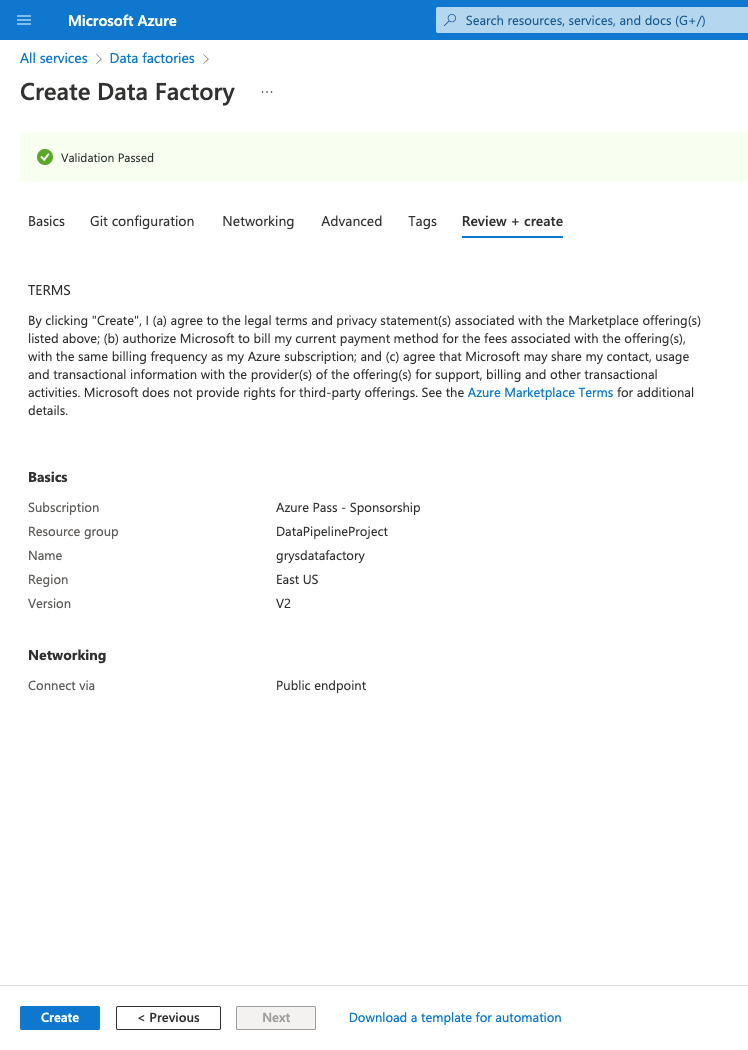 Microsoft Azure
Search resources, services, and docs (G+/)
All services > Data factories >
Create Data Factory ...
Validation Passed
Basics Git configuration Networking Advanced Tags Review + create
TERMS
By clicking "Create", I (a) agree to the legal terms and privacy statement(s) associated with the Marketplace offering(s)
listed above; (b) authorize Microsoft to bill my current payment method for the fees associated with the offering(s),
with the same billing frequency as my Azure subscription; and (c) agree that Microsoft may share my contact, usage
and transactional information with the provider(s) of the offering(s) for support, billing and other transactional
activities. Microsoft does not provide rights for third-party offerings. See the Azure Marketplace Terms for additional
details.
Basics
Subscription Azure Pass - Sponsorship
Resource group DataPipelineProject
Name grysdatafactory
Region East US
Version V2
Networking
Connect via Public endpoint
Create < Previous Next Download a template for automation